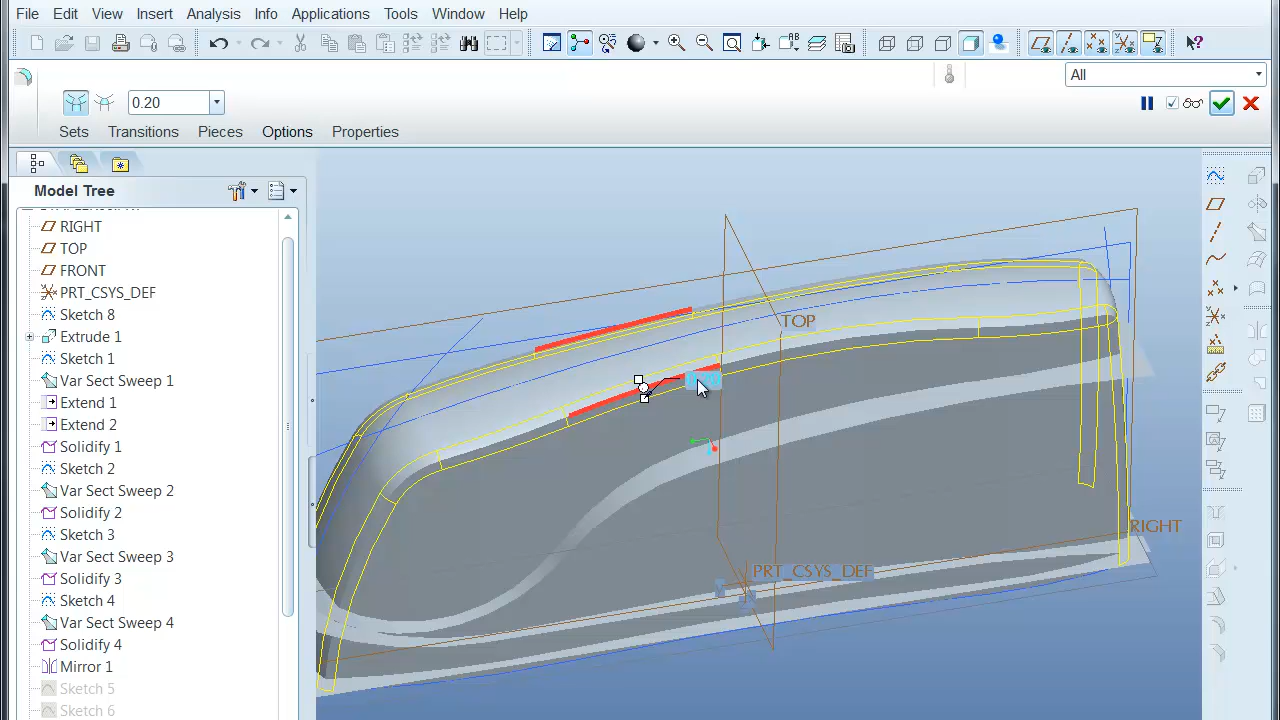 File Edit View Insert Analysis Info Applications Tools Window Help
All
0.20
Sets Transitions Pieces Options Properties
Model Tree
RIGHT
TOP
FRONT
PRT_CSYS_DEF
Sketch 8
Extrude 1
Sketch 1
Var Sect Sweep 1
Extend 1
Extend 2
Solidify 1
Sketch 2
Var Sect Sweep 2
Solidify 2
Sketch 3
Var Sect Sweep 3
Solidify 3
Sketch 4
Var Sect Sweep 4
Solidify 4
Mirror 1
Sketch 5
Sketch 6
TOP
RIGHT
PRT_CSYS_DEF